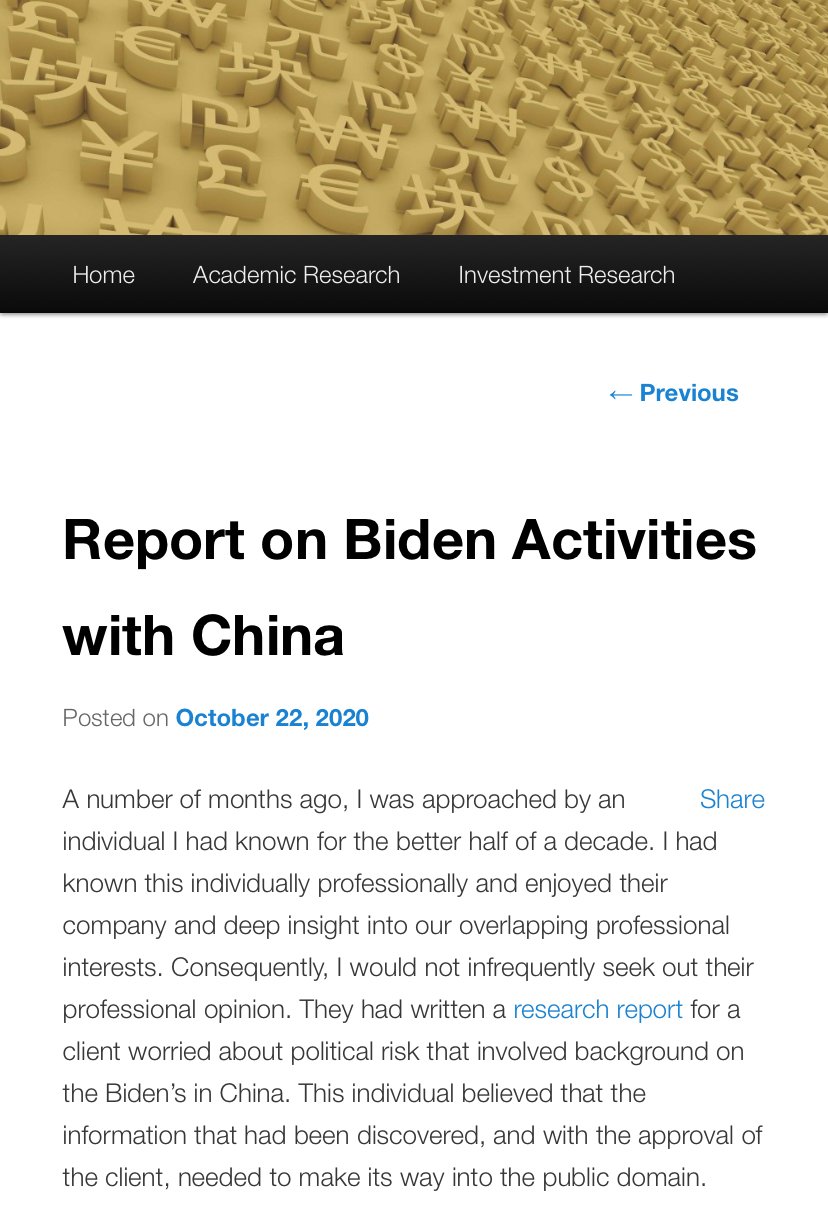 Home Academic Research Investment Research
← Previous
Report on Biden Activities
with China
Posted on October 22, 2020
A number of months ago, I was approached by an Share
individual I had known for the better half of a decade. I had
known this individually professionally and enjoyed their
company and deep insight into our overlapping professional
interests. Consequently, I would not infrequently seek out their
professional opinion. They had written a research report for a
client worried about political risk that involved background on
the Biden’s in China. This individual believed that the
information that had been discovered, and with the approval of
the client, needed to make its way into the public domain.